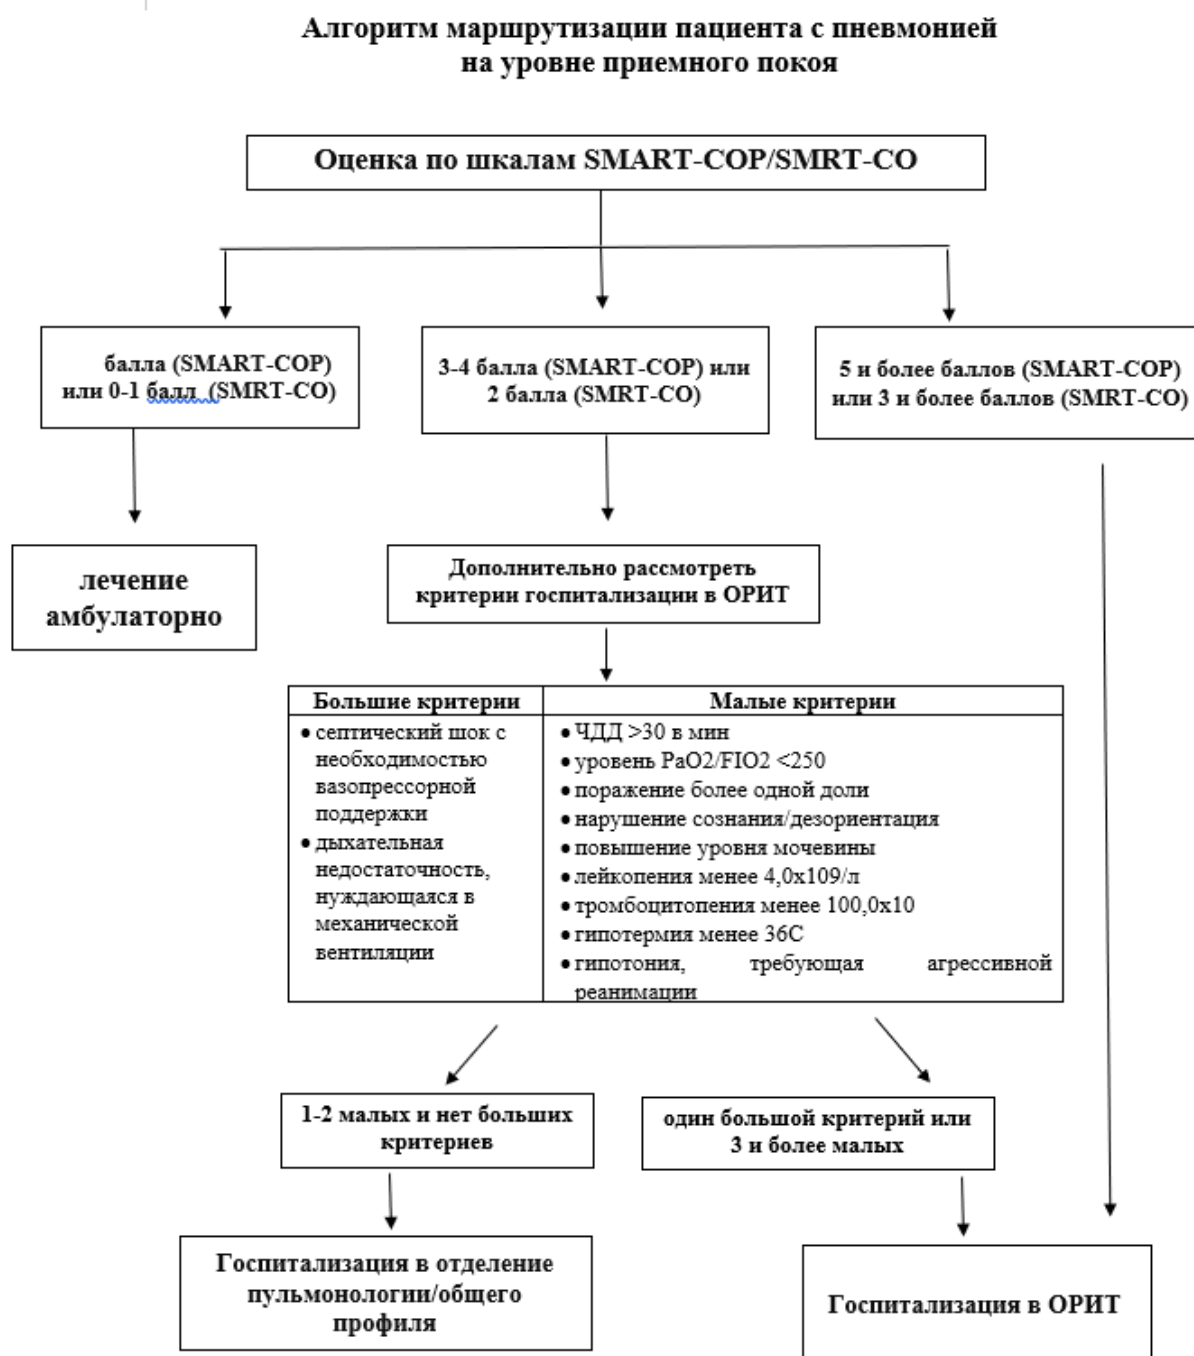 Алгоритм маршрутизации пациента с пневмонией
на уровне приемного покоя
Оценка по шкалам SMART-COP/SMRT-CO
балла (SMART-COP)
или 0-1 балл (SMRT-CO)
3-4 балла (SMART-COP) или
2 балла (SMRT-CO)
5 и более баллов (SMART-COP)
или 3 и более баллов (SMRT-CO)
лечение
амбулаторно
Дополнительно рассмотреть
критерии госпитализации в ОРИТ
Большие критерии
• септический шок с
необходимостью
вазопрессорной
поддержки
• дыхательная
недостаточность,
нуждающаяся в
механической
вентиляции
Малые критерии
• ЧДД >30 в мин
• уровень PaO2/FIO2 <250
• поражение более одной доли
• нарушение сознания/дезориентация
• повышение уровня мочевины
• лейкопения менее 4,0х109/л
• тромбоцитопения менее 100,0х10
• гипотермия менее 36С
• гипотония, требующая агрессивной
реанимации
1-2 малых и нет больших
критериев
один большой критерий или
3 и более малых
Госпитализация в отделение
пульмонологии/общего
профиля
Госпитализация в ОРИТ